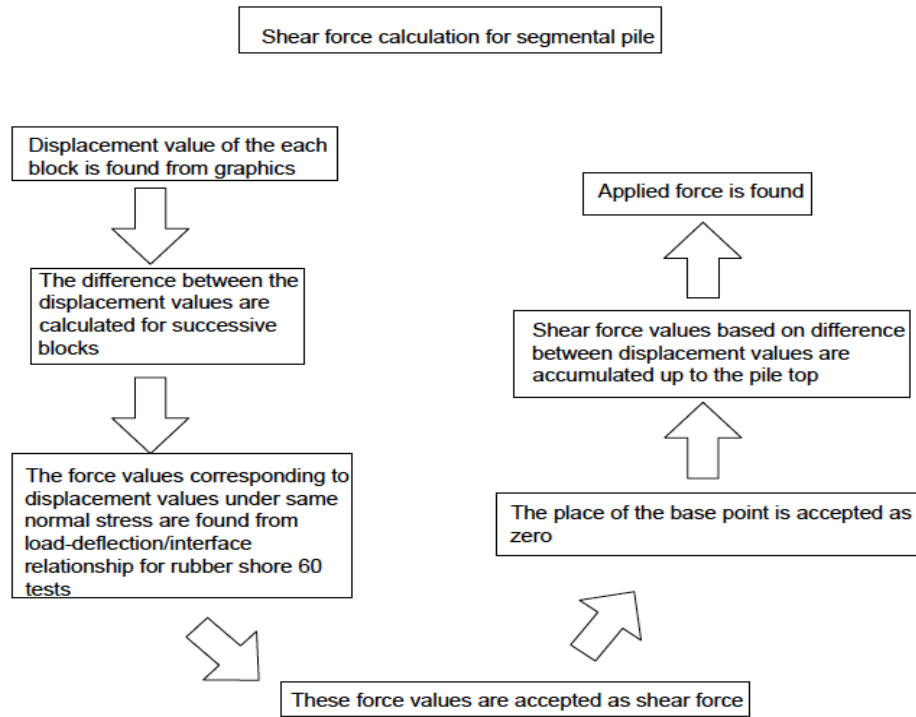 Shear force calculation for segmental pile
Displacement value of the each
block is found from graphics
The difference between the
displacement values are
calculated for successive
blocks
The force values corresponding to
displacement values under same
normal stress are found from
load-deflection/interface
relationship for rubber shore 60
tests
These force values are accepted as shear force
The place of the base point is accepted as
zero
Shear force values based on difference
between displacement values are
accumulated up to the pile top
Applied force is found